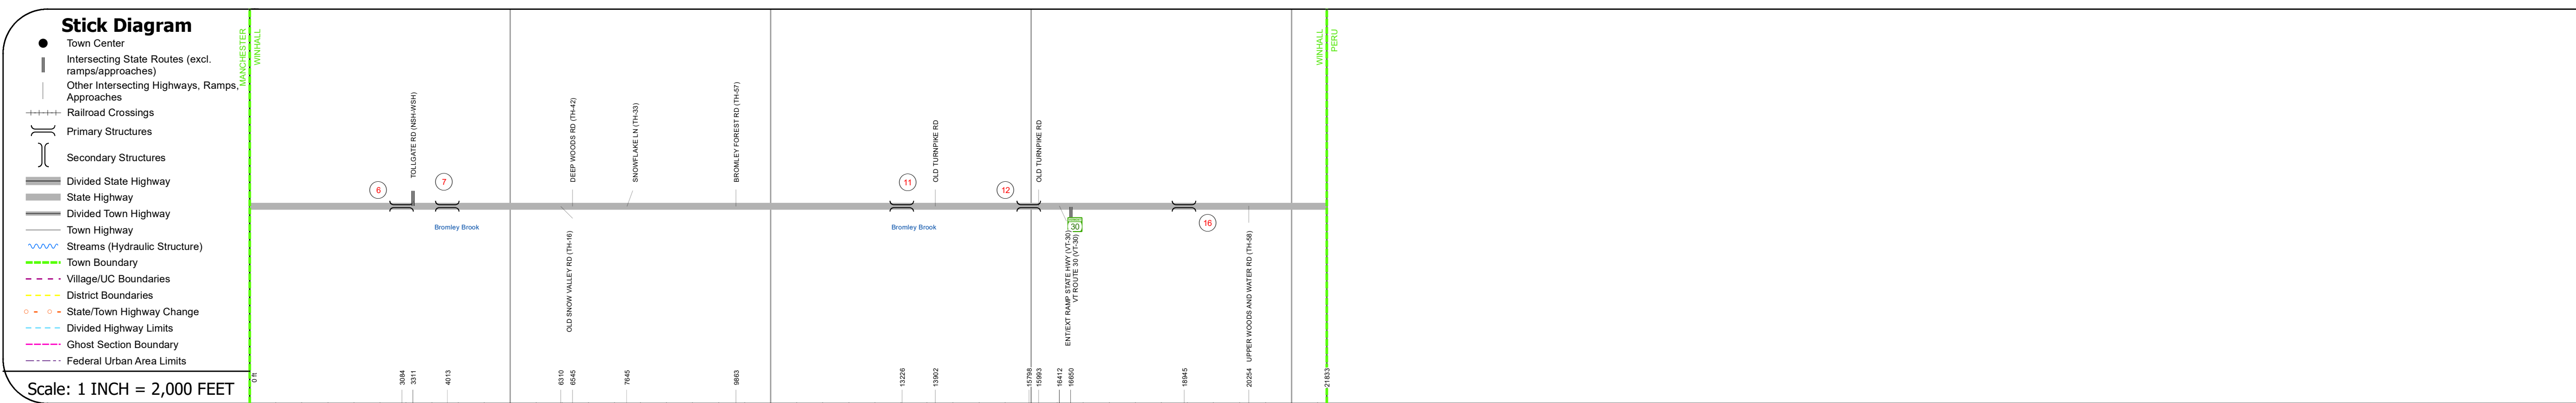 Stick Diagram
Town Center
Intersecting State Routes (excl.
ramps/approaches)
Other Intersecting Highways, Ramps,
Approaches
Railroad Crossings
Primary Structures
Secondary Structures
Divided State Highway
State Highway
Divided Town Highway
Town Highway
Streams (Hydraulic Structure)
Town Boundary
Village/UC Boundaries
District Boundaries
State/Town Highway Change
Divided Highway Limits
Ghost Section Boundary
Federal Urban Area Limits
Scale: 1 INCH = 2,000 FEET
MANCHESTER
WINHALL
WINHALL
PERU
TOLLGATE RD (NSH-WSH)
DEEP WOODS RD (TH-42)
SNOWFLAKE LN (TH-33)
BROMLEY FOREST RD (TH-57)
OLD TURNPIKE RD
OLD TURNPIKE RD
6
7
11
12
16
30
Bromley Brook
Bromley Brook
OLD SNOW VALLEY RD (TH-16)
ENT/EXT RAMP STATE HWY (VT-30)
VT ROUTE 30 (VT-30)
UPPER WOODS AND WATER RD (TH-58)
0 ft
3084
3311
4013
6310
6545
7645
9863
13226
13902
15798
15993
16412
16650
18945
20254
21833